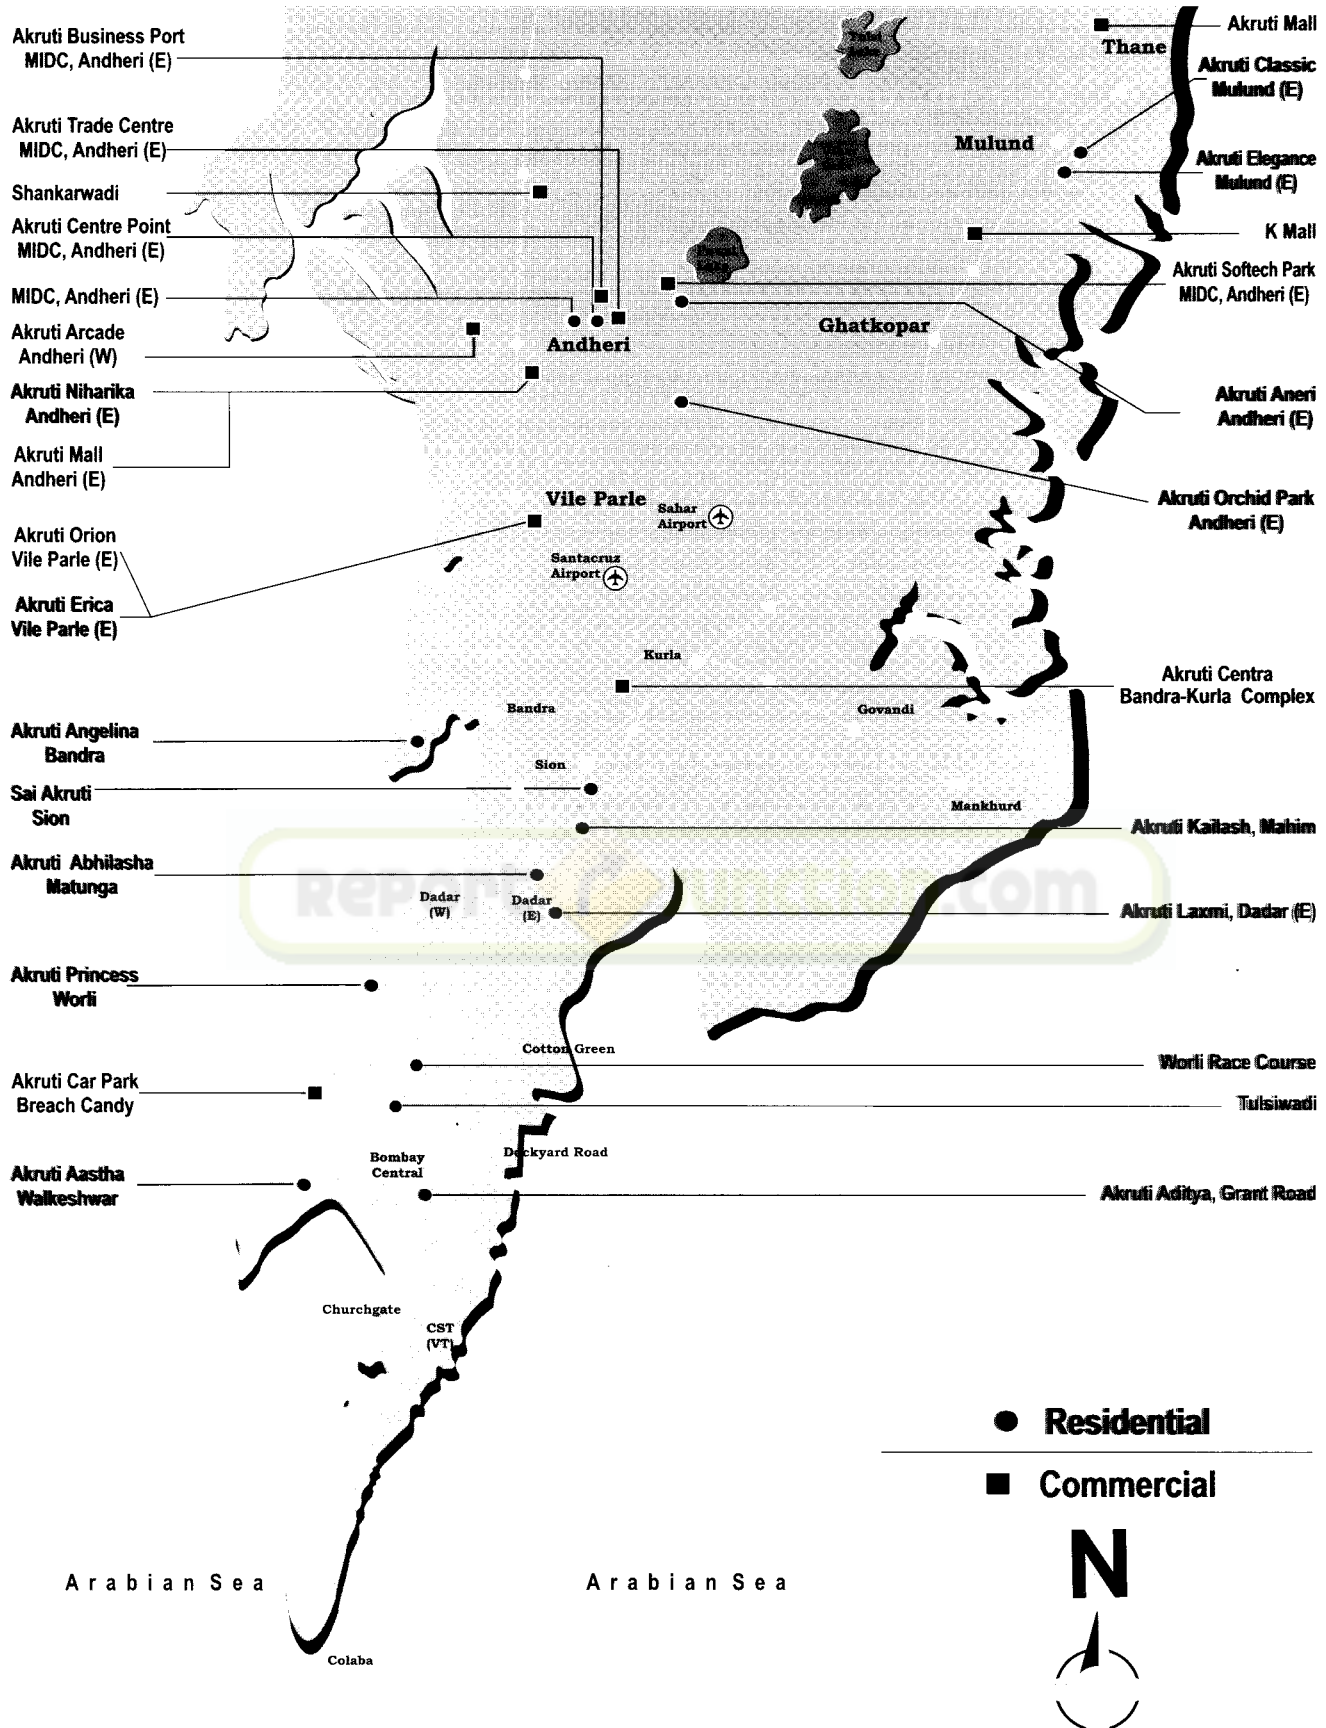 Akruti Business Port
MIDC, Andheri (E)
Akruti Trade Centre
MIDC, Andheri (E)
Shankarwadi
Akruti Centre Point
MIDC, Andheri (E)
MIDC, Andheri (E)
Akruti Arcade
Andheri (W)
Akruti Niharika
Andheri (E)
Akruti Mall
Andheri (E)
Akruti Orion
Vile Parle (E)
Akruti Erica
Vile Parle (E)
Akruti Angelina
Bandra
Sai Akruti
Sion
Akruti Abhilasha
Matunga
Akruti Princess
Worli
Akruti Car Park
Breach Candy
Akruti Aastha
Walkeshwar
Thane
Mulund
Ghatkopar
Andheri
Vile Parle
Sahar
Airport
Santacruz
Airport
Kurla
Bandra
Govandi
Sion
Mankhurd
Dadar
(W)
Dadar
(E)
Cotton Green
Bombay
Central
Dockyard Road
Churchgate
CST
(VT)
Colaba
Arabian Sea
Arabian Sea
Akruti Mall
Akruti Classic
Mulund (E)
Akruti Elegance
Mulund (E)
K Mall
Akruti Softech Park
MIDC, Andheri (E)
Akruti Aneri
Andheri (E)
Akruti Orchid Park
Andheri (E)
Akruti Centra
Bandra-Kurla Complex
Akruti Kailash, Mahim
Akruti Laxmi, Dadar (E)
Worli Race Course
Tulsiwadi
Akruti Aditya, Grant Road
Residential
Commercial
N